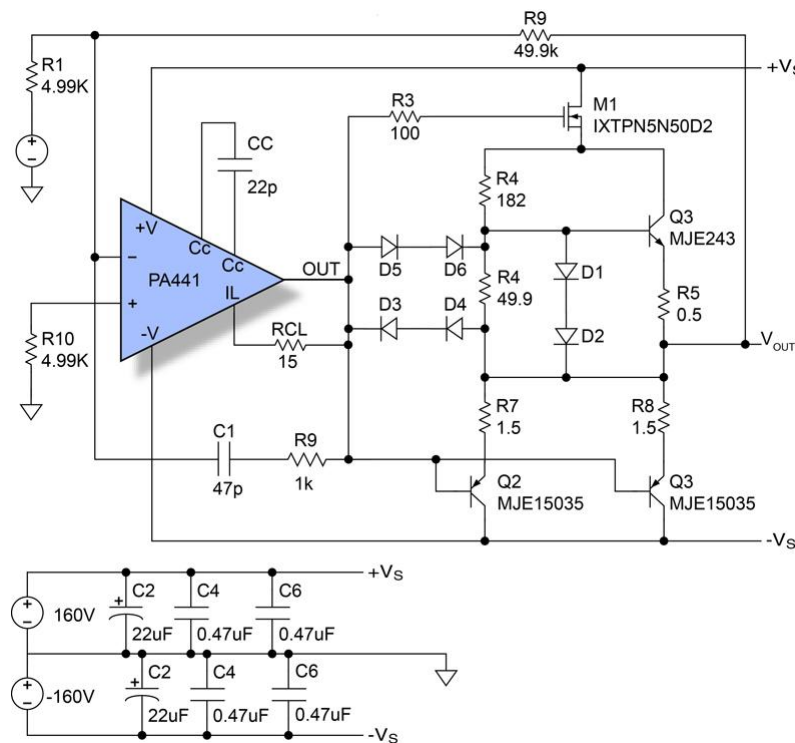 R9
49.9k
R1
4.99K
+Vs
R3
100
M1
IXTPN5N50D2
CC
22p
R4
182
Q3
MJE243
+V
Cc
Cc
OUT
−
PA441
+
IL
-V
D5
D6
R4
49.9
D1
R5
0.5
D3
D4
D2
VOUT
R10
4.99K
RCL
15
R7
1.5
R8
1.5
C1
47p
R9
1k
Q2
MJE15035
Q3
MJE15035
-Vs
+Vs
160V
C2
22uF
C4
0.47uF
C6
0.47uF
-160V
C2
22uF
C4
0.47uF
C6
0.47uF
-Vs